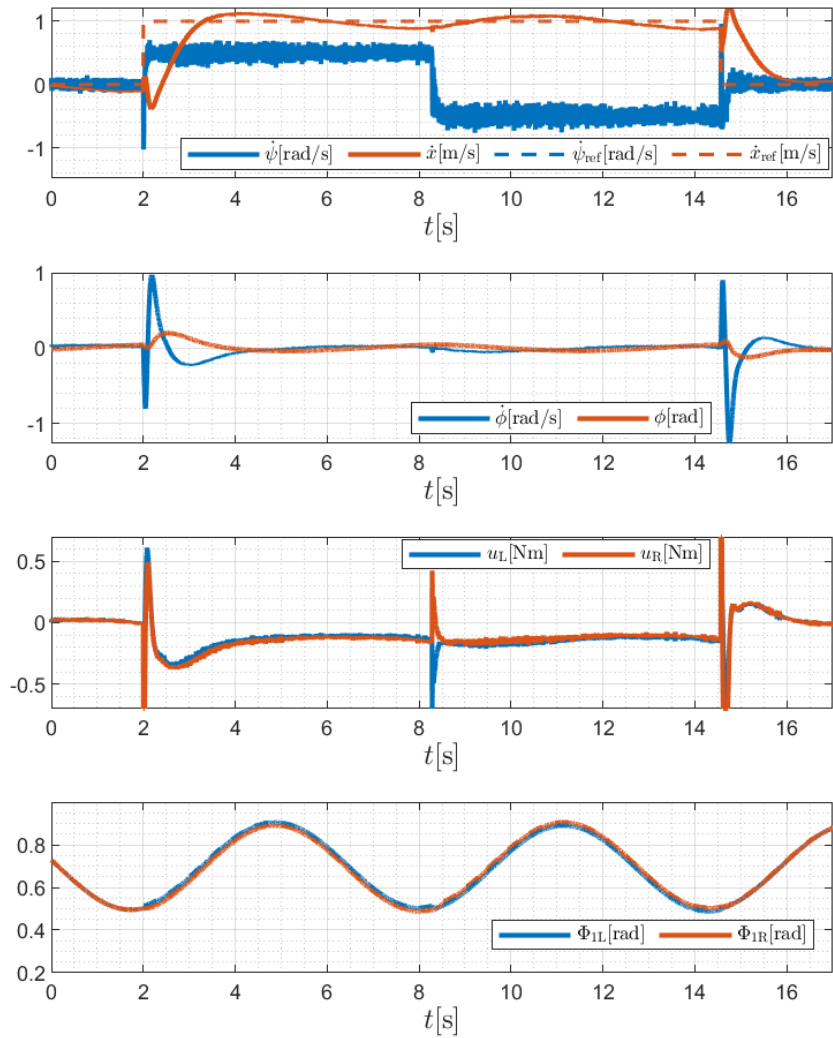 1
0
-1
ψ̇[rad/s] ẋ[m/s] ψ̇ref[rad/s] ẋref[m/s]
0 2 4 6 8 10 12 14 16
t[s]
1
0
-1
ϕ̇[rad/s] ϕ[rad]
0 2 4 6 8 10 12 14 16
t[s]
0.5
0
-0.5
uL[Nm] uR[Nm]
0 2 4 6 8 10 12 14 16
t[s]
0.8
0.6
0.4
0.2
Φ1L[rad] Φ1R[rad]
0 2 4 6 8 10 12 14 16
t[s]